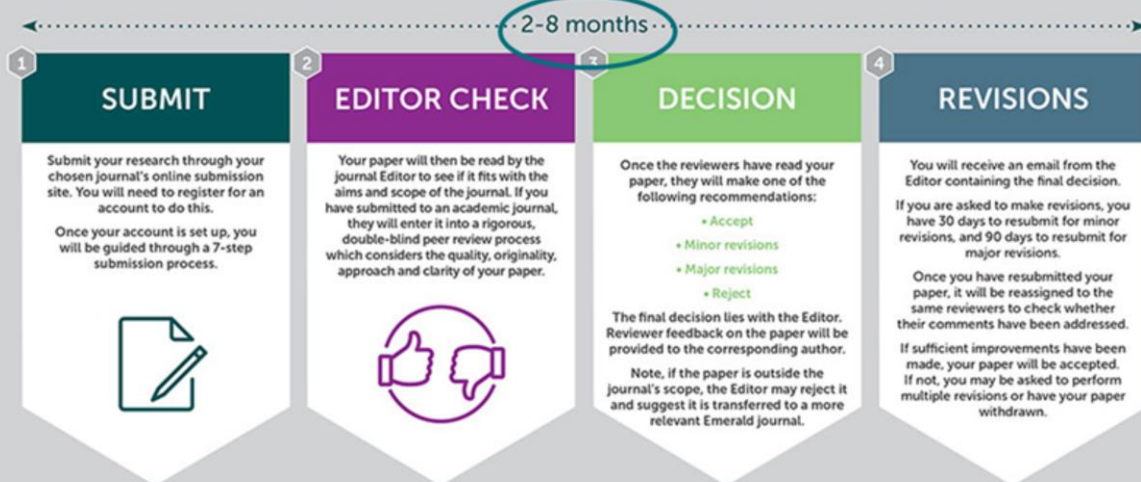 2-8 months
1
SUBMIT
Submit your research through your
chosen journal's online submission
site. You will need to register for an
account to do this.
Once your account is set up, you
will be guided through a 7-step
submission process.
2
EDITOR CHECK
Your paper will then be read by the
journal Editor to see if it fits with the
aims and scope of the journal. If you
have submitted to an academic journal,
they will enter it into a rigorous,
double-blind peer review process
which considers the quality, originality,
approach and clarity of your paper.
3
DECISION
Once the reviewers have read your
paper, they will make one of the
following recommendations:
• Accept
• Minor revisions
• Major revisions
• Reject
The final decision lies with the Editor.
Reviewer feedback on the paper will be
provided to the corresponding author.
Note, if the paper is outside the
journal's scope, the Editor may reject it
and suggest it is transferred to a more
relevant Emerald journal.
4
REVISIONS
You will receive an email from the
Editor containing the final decision.
If you are asked to make revisions, you
have 30 days to resubmit for minor
revisions, and 90 days to resubmit for
major revisions.
Once you have resubmitted your
paper, it will be reassigned to the
same reviewers to check whether
their comments have been addressed.
If sufficient improvements have been
made, your paper will be accepted.
If not, you may be asked to perform
multiple revisions or have your paper
withdrawn.